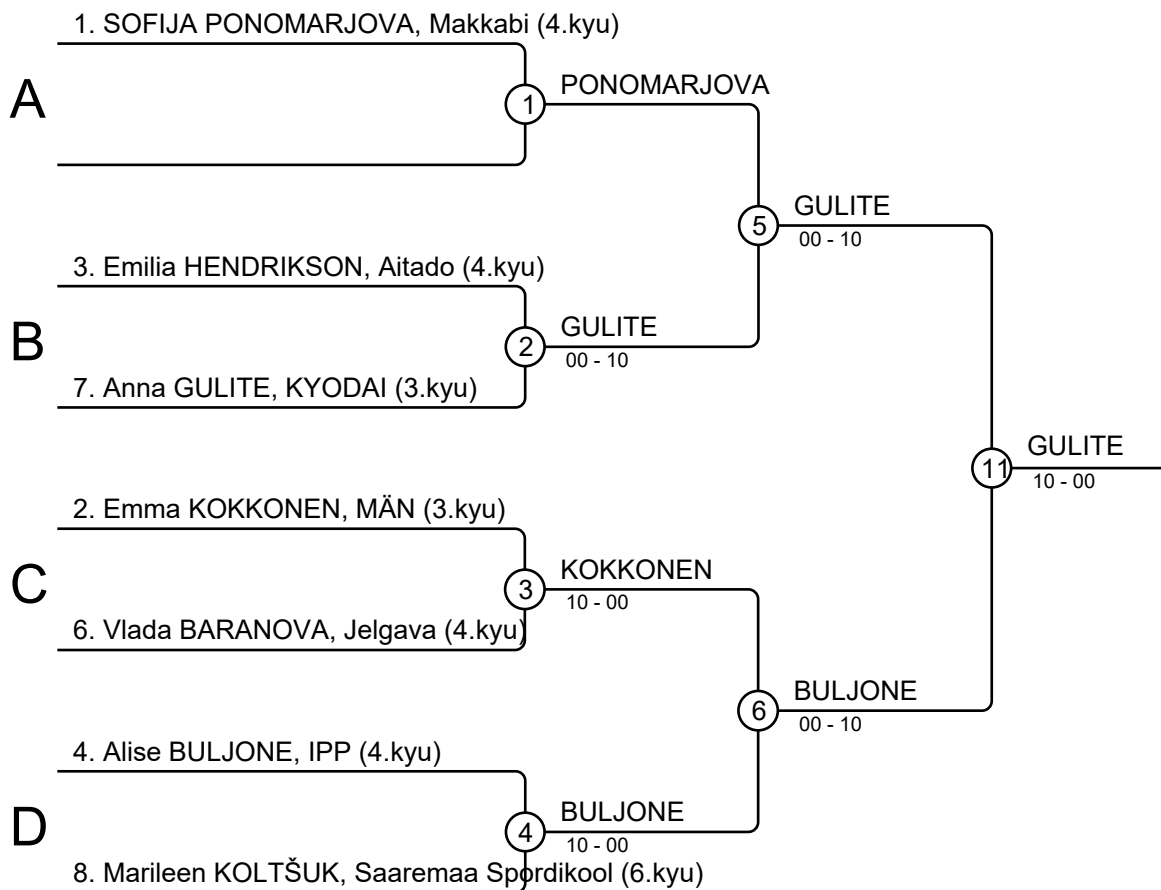 1. SOFIJA PONOMARJOVA, Makkabi (4.kyu)
A
1
PONOMARJOVA
5
GULITE
00 - 10
3. Emilia HENDRIKSON, Aitado (4.kyu)
B
2
GULITE
00 - 10
7. Anna GULITE, KYODAI (3.kyu)
11
GULITE
10 - 00
2. Emma KOKKONEN, MÄN (3.kyu)
C
3
KOKKONEN
10 - 00
6. Vlada BARANOVA, Jelgava (4.kyu)
6
BULJONE
00 - 10
4. Alise BULJONE, IPP (4.kyu)
D
4
BULJONE
10 - 00
8. Marileen KOLTŠUK, Saaremaa Spordikool (6.kyu)